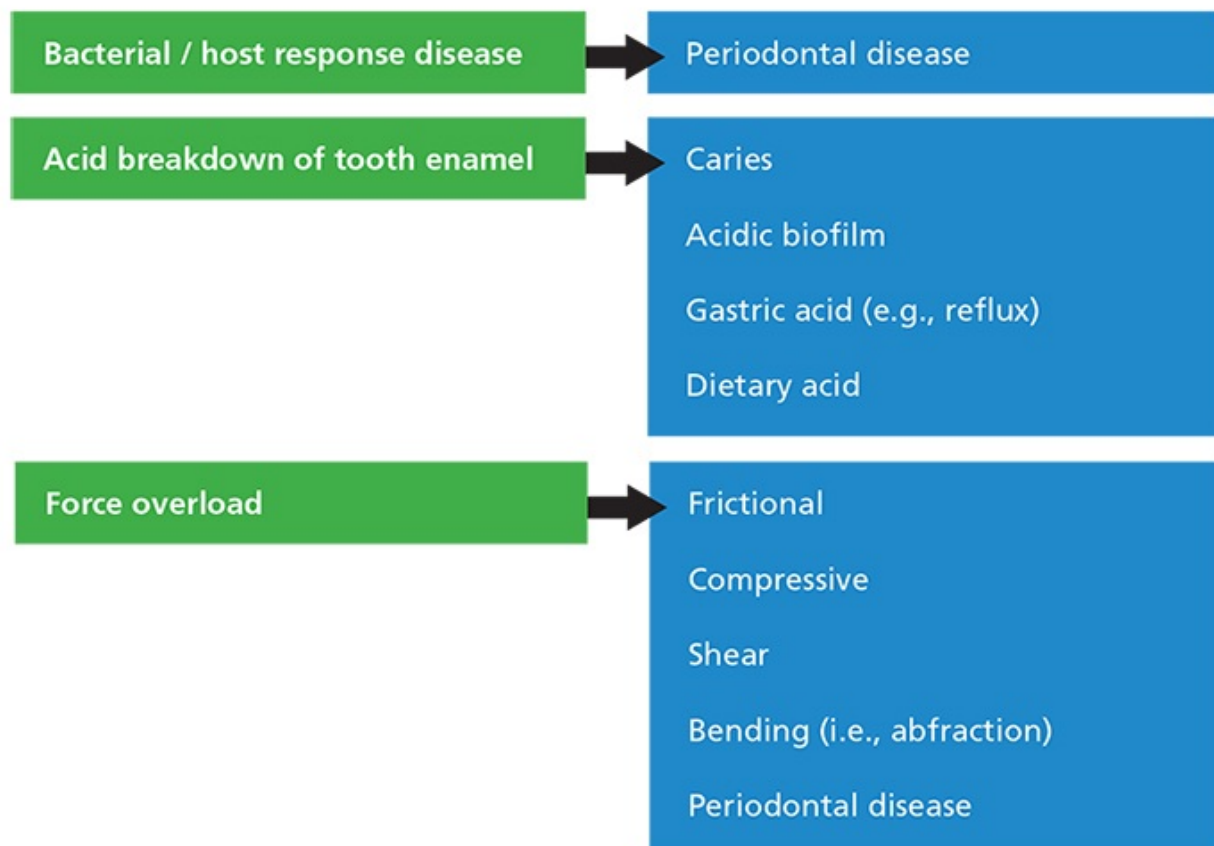 Bacterial / host response disease
Periodontal disease
Acid breakdown of tooth enamel
Caries
Acidic biofilm
Gastric acid (e.g., reflux)
Dietary acid
Force overload
Frictional
Compressive
Shear
Bending (i.e., abfraction)
Periodontal disease